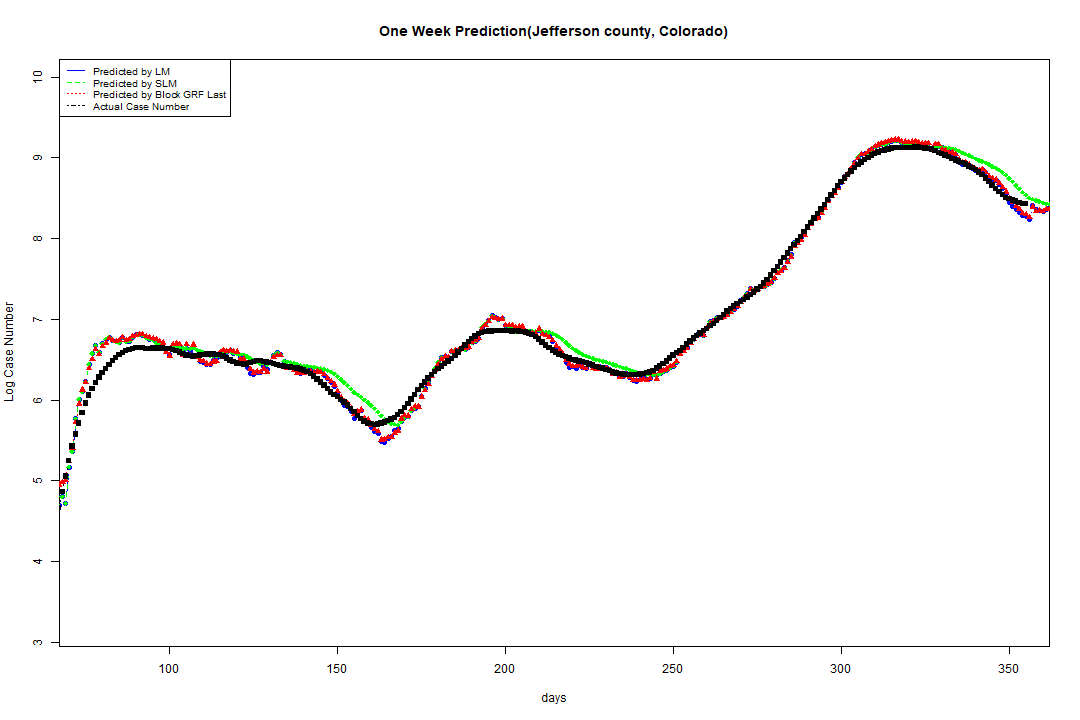 One Week Prediction(Jefferson county, Colorado)
Predicted by LM
Predicted by SLM
Predicted by Block GRF Last
Actual Case Number
10
9
8
7
6
5
4
3
Log Case Number
100 150 200 250 300 350
days